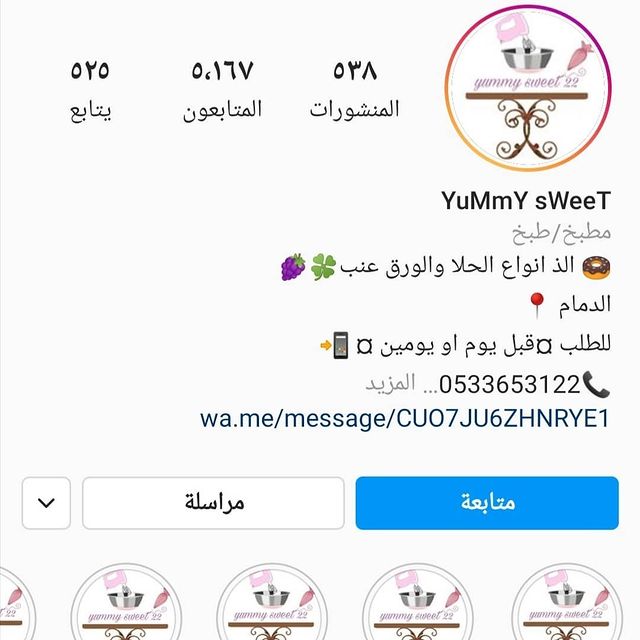 yummy sweet 22
٥٣٨ ٥،١٦٧ ٥٢٥
المنشورات المتابعون يتابع
YuMmY sWeeT
مطبخ/طبخ
🍩 الذ انواع الحلا والورق عنب🍀🍇
الدمام 📍
للطلب ¤قبل يوم او يومين ¤ 📲
📞0533653122... المزيد
wa.me/message/CUO7JU6ZHNRYE1
متابعة مراسلة
yummy sweet 22
yummy sweet 22
yummy sweet 22
yummy sweet 22